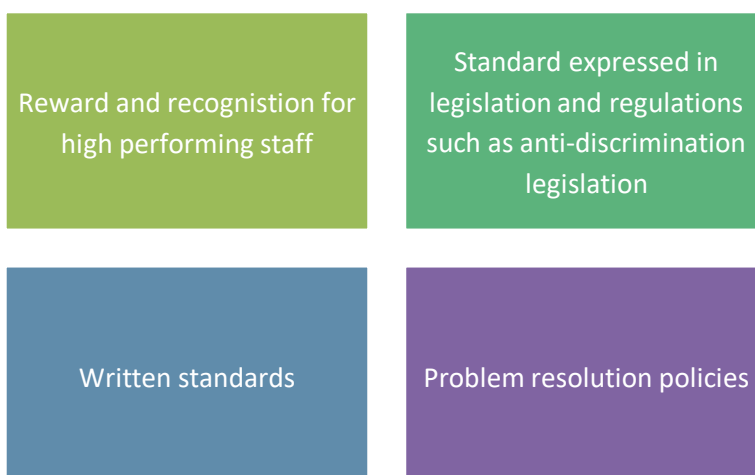 Reward and recognistion for
high performing staff
Standard expressed in
legislation and regulations
such as anti-discrimination
legislation
Written standards
Problem resolution policies